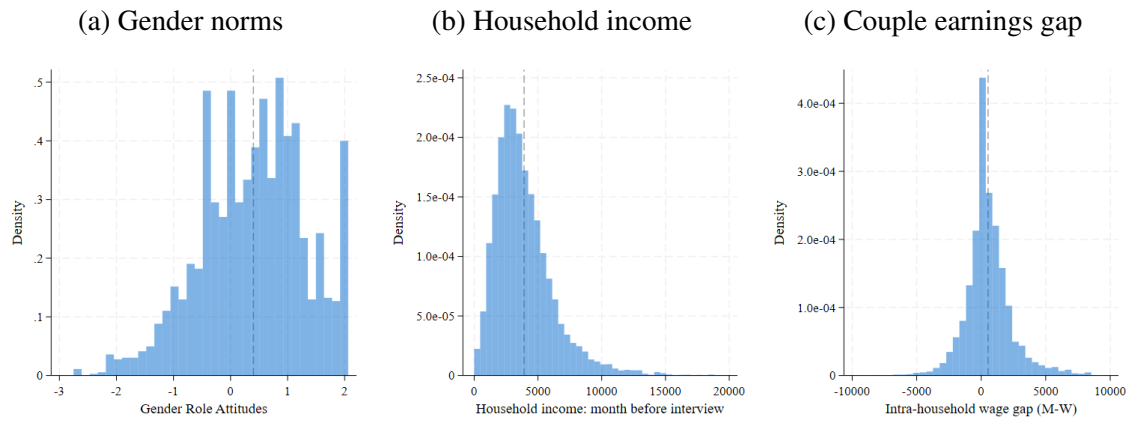 (a) Gender norms
(b) Household income
(c) Couple earnings gap
.5
.4
.3
.2
.1
0
Density
-3
-2
-1
0
1
2
Gender Role Attitudes
2.5e-04
2.0e-04
1.5e-04
1.0e-04
5.0e-05
0
Density
0
5000
10000
15000
20000
Household income: month before interview
4.0e-04
3.0e-04
2.0e-04
1.0e-04
0
Density
-10000
-5000
0
5000
10000
Intra-household wage gap (M-W)